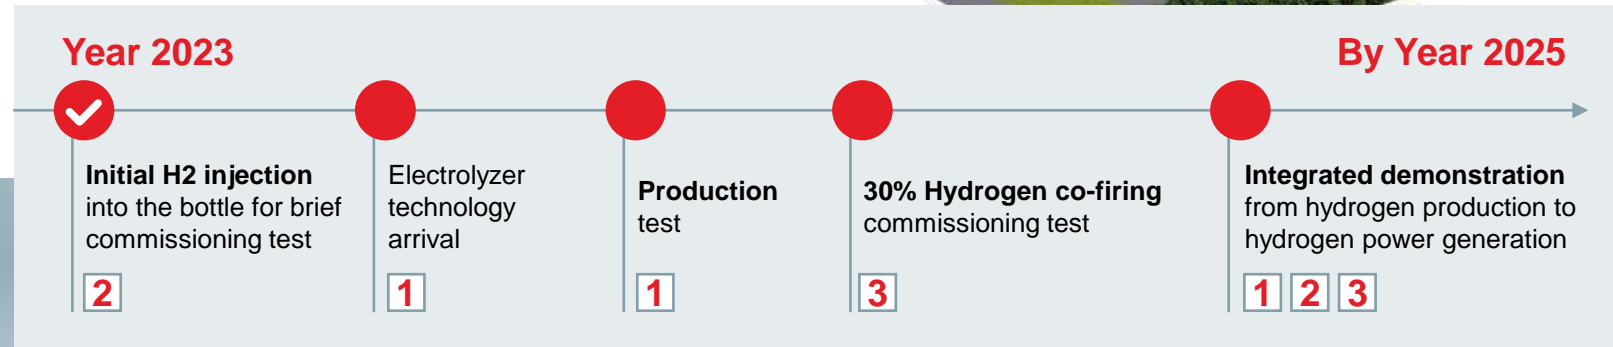 Year 2023
By Year 2025
Initial H2 injection
into the bottle for brief
commissioning test
2
Electrolyzer
technology
arrival
1
Production
test
1
30% Hydrogen co-firing
commissioning test
3
Integrated demonstration
from hydrogen production to
hydrogen power generation
1 2 3